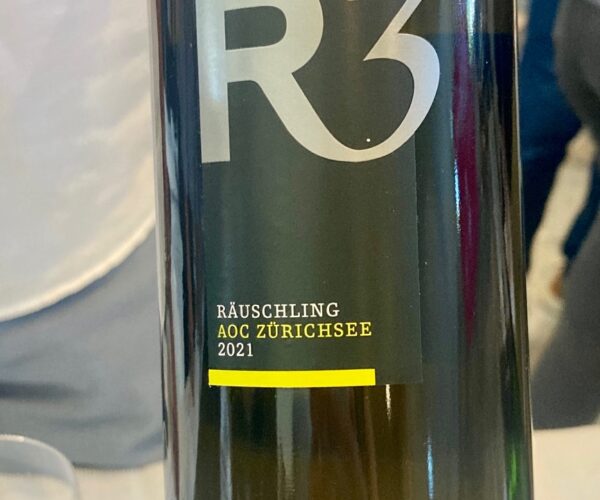 R3
RÄUSCHLING
AOC ZÜRICHSEE
2021